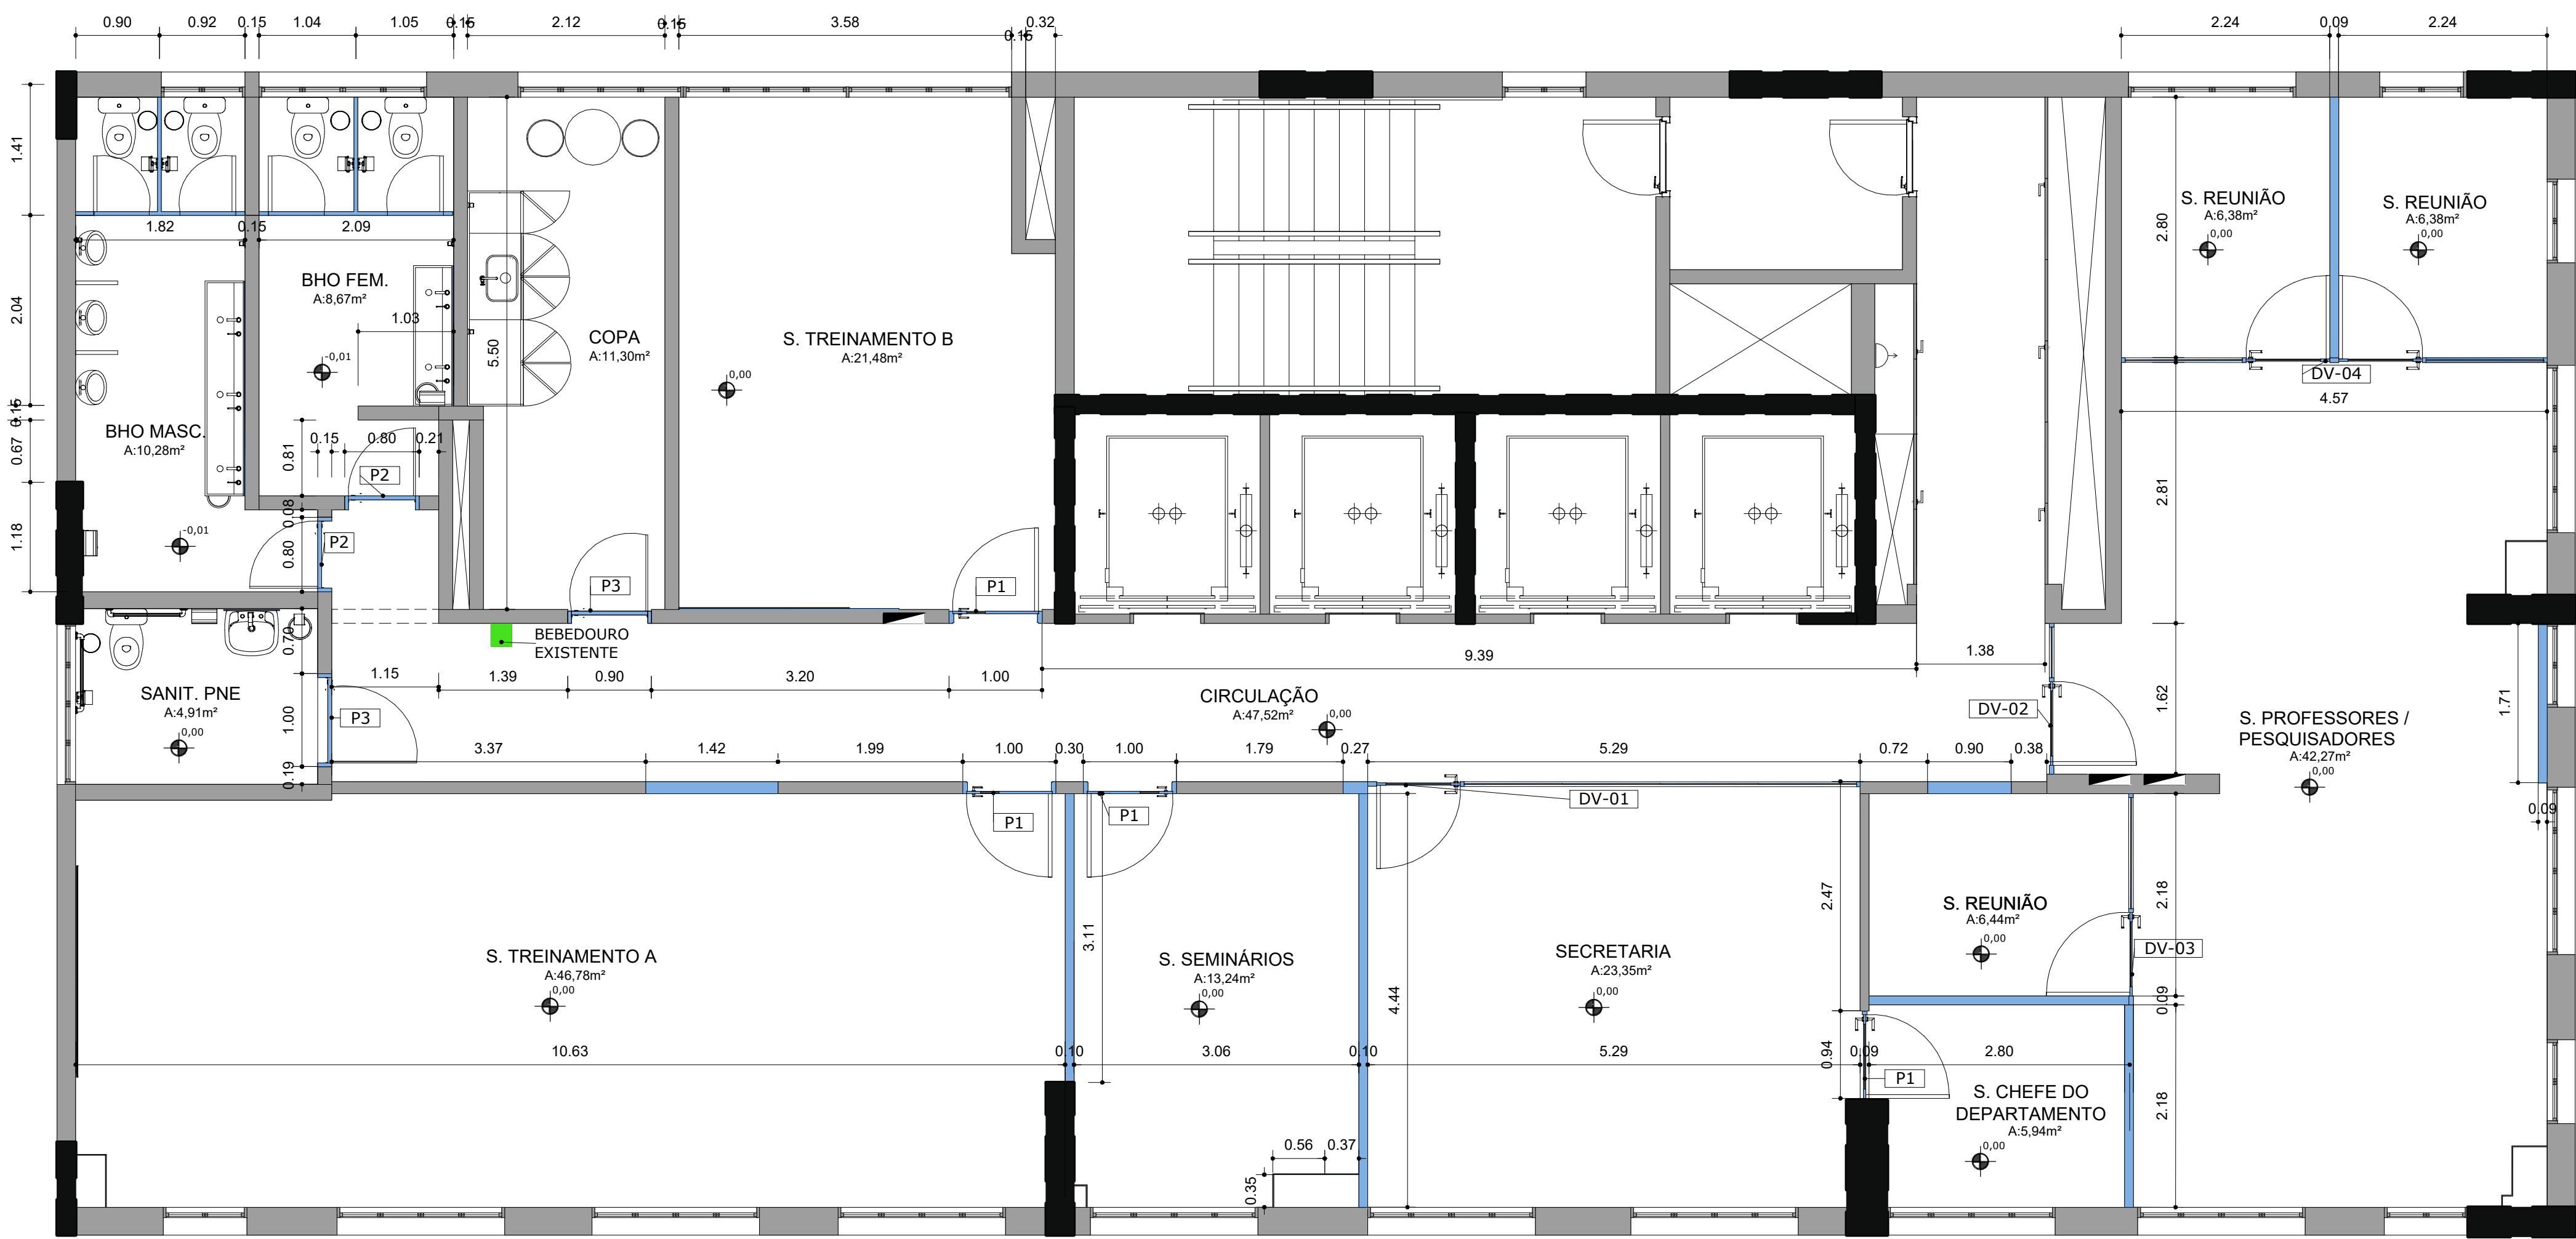 0.90
0.92
0.15
1.04
1.05
0.15
2.12
0.15
3.58
0.15
0.32
2.24
0.09
2.24
1.41
2.04
0.15
0.67
1.18
1.82
0.15
2.09
BHO FEM.
A:8,67m²
-0,01
1.03
BHO MASC.
A:10,28m²
-0,01
0.81
0.15
0.80
0.21
P2
0.08
0.80
P2
5.50
COPA
A:11,30m²
P3
S. TREINAMENTO B
A:21,48m²
0,00
P1
S. REUNIÃO
A:6,38m²
0,00
S. REUNIÃO
A:6,38m²
0,00
2.80
DV-04
4.57
2.81
BEBEDOURO
EXISTENTE
0.70
SANIT. PNE
A:4,91m²
0,00
1.00
0.19
P3
1.15
1.39
0.90
3.20
1.00
9.39
1.38
CIRCULAÇÃO
A:47,52m²
0,00
DV-02
1.62
1.71
0.09
S. PROFESSORES /
PESQUISADORES
A:42,27m²
0,00
3.37
1.42
1.99
1.00
0.30
1.00
1.79
0.27
5.29
0.72
0.90
0.38
P1
P1
DV-01
S. TREINAMENTO A
A:46,78m²
0,00
3.11
S. SEMINÁRIOS
A:13,24m²
0,00
4.44
SECRETARIA
A:23,35m²
0,00
2.47
S. REUNIÃO
A:6,44m²
0,00
DV-03
2.18
0.09
10.63
0.10
3.06
0.10
5.29
0.94
0.09
2.80
P1
S. CHEFE DO
DEPARTAMENTO
A:5,94m²
0,00
2.18
0.56
0.37
0.35